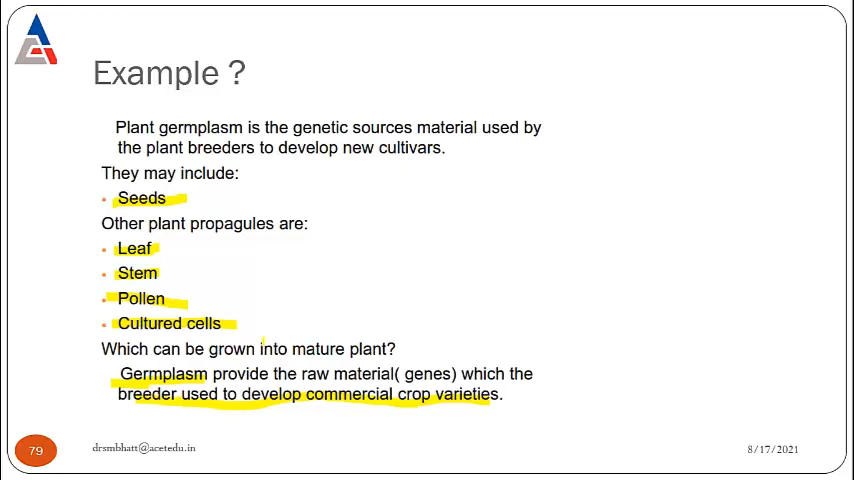 Example ?
Plant germplasm is the genetic sources material used by
the plant breeders to develop new cultivars.
They may include:
• Seeds
Other plant propagules are:
• Leaf
• Stem
• Pollen
• Cultured cells
Which can be grown into mature plant?
Germplasm provide the raw material( genes) which the
breeder used to develop commercial crop varieties.
79
drsmbhatt@acetedu.in
8/17/2021